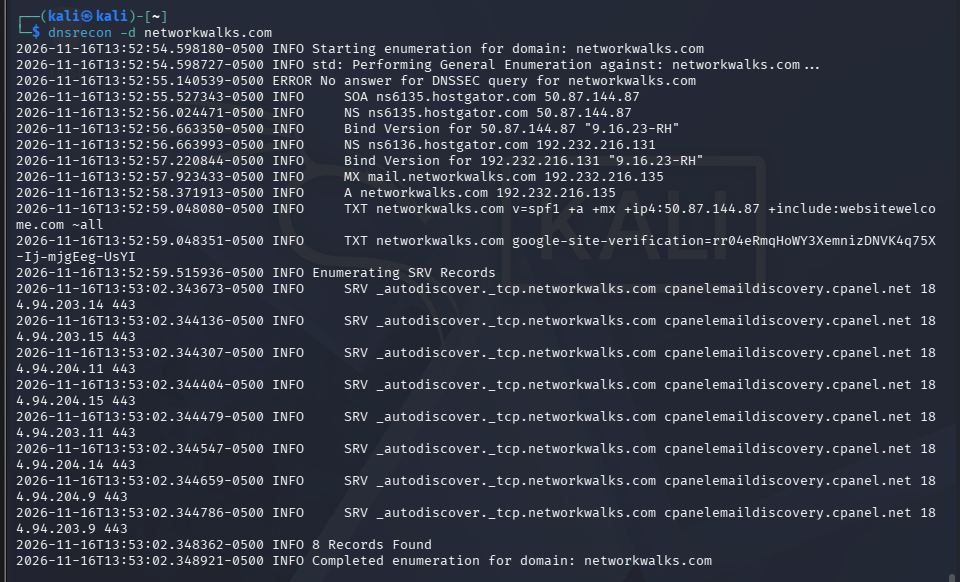 ┌──(kali㉿kali)-[~]
└─$ dnsrecon -d networkwalks.com
2026-11-16T13:52:54.598180-0500 INFO Starting enumeration for domain: networkwalks.com
2026-11-16T13:52:54.598727-0500 INFO std: Performing General Enumeration against: networkwalks.com...
2026-11-16T13:52:55.140539-0500 ERROR No answer for DNSSEC query for networkwalks.com
2026-11-16T13:52:55.527343-0500 INFO     SOA ns6135.hostgator.com 50.87.144.87
2026-11-16T13:52:56.024471-0500 INFO     NS ns6135.hostgator.com 50.87.144.87
2026-11-16T13:52:56.663350-0500 INFO     Bind Version for 50.87.144.87 "9.16.23-RH"
2026-11-16T13:52:56.663993-0500 INFO     NS ns6136.hostgator.com 192.232.216.131
2026-11-16T13:52:57.220844-0500 INFO     Bind Version for 192.232.216.131 "9.16.23-RH"
2026-11-16T13:52:57.923433-0500 INFO     MX mail.networkwalks.com 192.232.216.135
2026-11-16T13:52:58.371913-0500 INFO     A networkwalks.com 192.232.216.135
2026-11-16T13:52:59.048080-0500 INFO     TXT networkwalks.com v=spf1 +a +mx +ip4:50.87.144.87 +include:websitewelco
me.com ~all
2026-11-16T13:52:59.048351-0500 INFO     TXT networkwalks.com google-site-verification=rr04eRmqHoWY3XemnizDNVK4q75X
-Ij-mjgEeg-UsYI
2026-11-16T13:52:59.515936-0500 INFO Enumerating SRV Records
2026-11-16T13:53:02.343673-0500 INFO     SRV _autodiscover._tcp.networkwalks.com cpanelemaildiscovery.cpanel.net 18
4.94.203.14 443
2026-11-16T13:53:02.344136-0500 INFO     SRV _autodiscover._tcp.networkwalks.com cpanelemaildiscovery.cpanel.net 18
4.94.203.15 443
2026-11-16T13:53:02.344307-0500 INFO     SRV _autodiscover._tcp.networkwalks.com cpanelemaildiscovery.cpanel.net 18
4.94.204.11 443
2026-11-16T13:53:02.344404-0500 INFO     SRV _autodiscover._tcp.networkwalks.com cpanelemaildiscovery.cpanel.net 18
4.94.204.15 443
2026-11-16T13:53:02.344479-0500 INFO     SRV _autodiscover._tcp.networkwalks.com cpanelemaildiscovery.cpanel.net 18
4.94.203.11 443
2026-11-16T13:53:02.344547-0500 INFO     SRV _autodiscover._tcp.networkwalks.com cpanelemaildiscovery.cpanel.net 18
4.94.204.14 443
2026-11-16T13:53:02.344659-0500 INFO     SRV _autodiscover._tcp.networkwalks.com cpanelemaildiscovery.cpanel.net 18
4.94.204.9 443
2026-11-16T13:53:02.344786-0500 INFO     SRV _autodiscover._tcp.networkwalks.com cpanelemaildiscovery.cpanel.net 18
4.94.203.9 443
2026-11-16T13:53:02.348362-0500 INFO 8 Records Found
2026-11-16T13:53:02.348921-0500 INFO Completed enumeration for domain: networkwalks.com
KALI